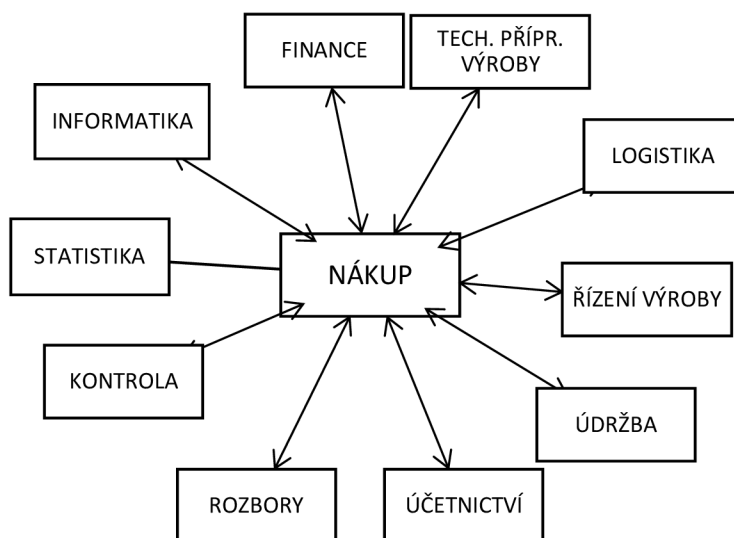 FINANCE
TECH. PŘÍPR.
VÝROBY
INFORMATIKA
LOGISTIKA
STATISTIKA
NÁKUP
ŘÍZENÍ VÝROBY
KONTROLA
ÚDRŽBA
ROZBORY
ÚČETNICTVÍ